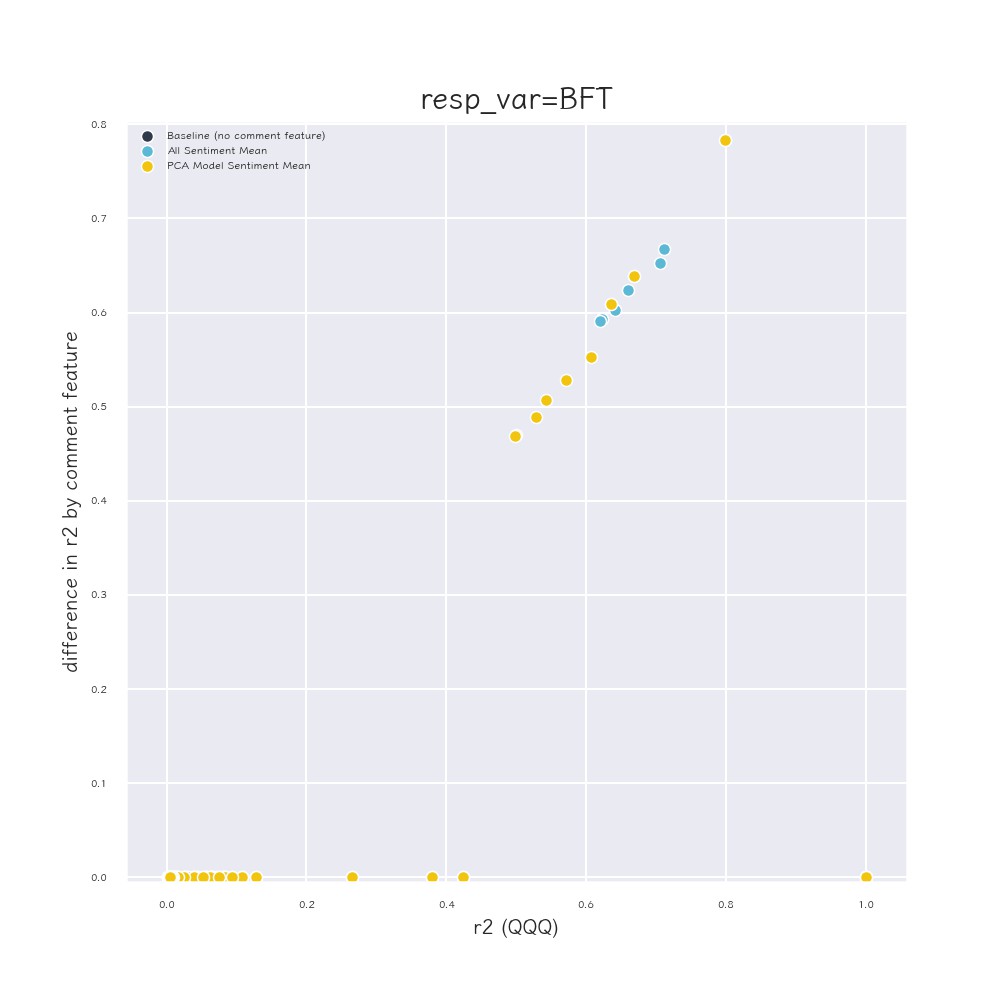 resp_var=BFT
Baseline (no comment feature)
All Sentiment Mean
PCA Model Sentiment Mean
0.8
0.7
0.6
0.5
0.4
0.3
0.2
0.1
0.0
difference in r2 by comment feature
0.0 0.2 0.4 0.6 0.8 1.0
r2 (QQQ)